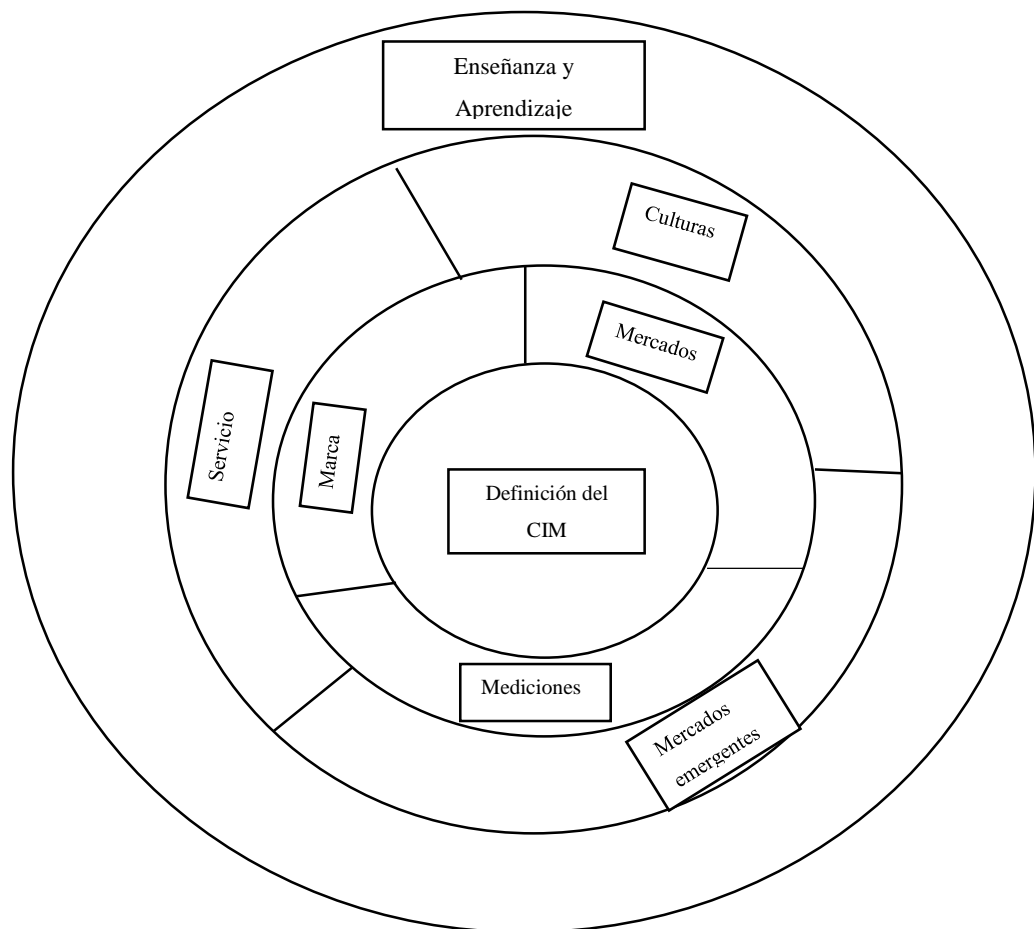 Enseñanza y
Aprendizaje
Culturas
Mercados
Servicio
Marca
Definición del
CIM
Mediciones
Mercados
emergentes